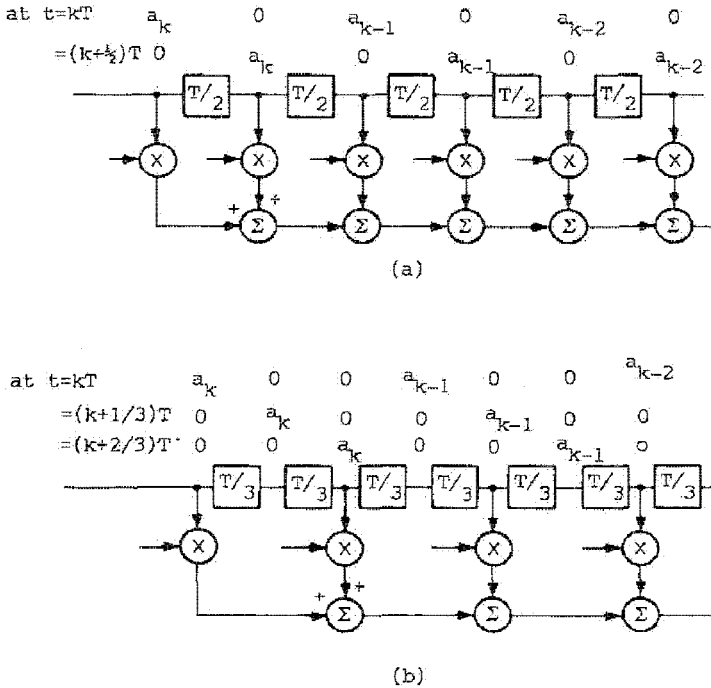 at t=kT a_k 0 a_k-1 0 a_k-2 0
=(k+½)T 0 a_k 0 a_k-1 0 a_k-2
T/2 T/2 T/2 T/2 T/2
X X X X X X
+ +
Σ Σ Σ Σ Σ
(a)
at t=kT a_k 0 0 a_k-1 0 0 a_k-2
=(k+1/3)T 0 a_k 0 0 a_k-1 0 0
=(k+2/3)T 0 0 a_k 0 0 a_k-1 0
T/3 T/3 T/3 T/3 T/3 T/3 T/3
X X X X
+ +
Σ Σ Σ
(b)